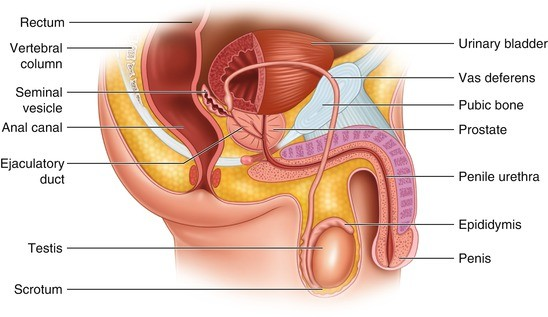 Rectum
Vertebral
column
Seminal
vesicle
Anal canal
Ejaculatory
duct
Testis
Scrotum
Urinary bladder
Vas deferens
Pubic bone
Prostate
Penile urethra
Epididymis
Penis